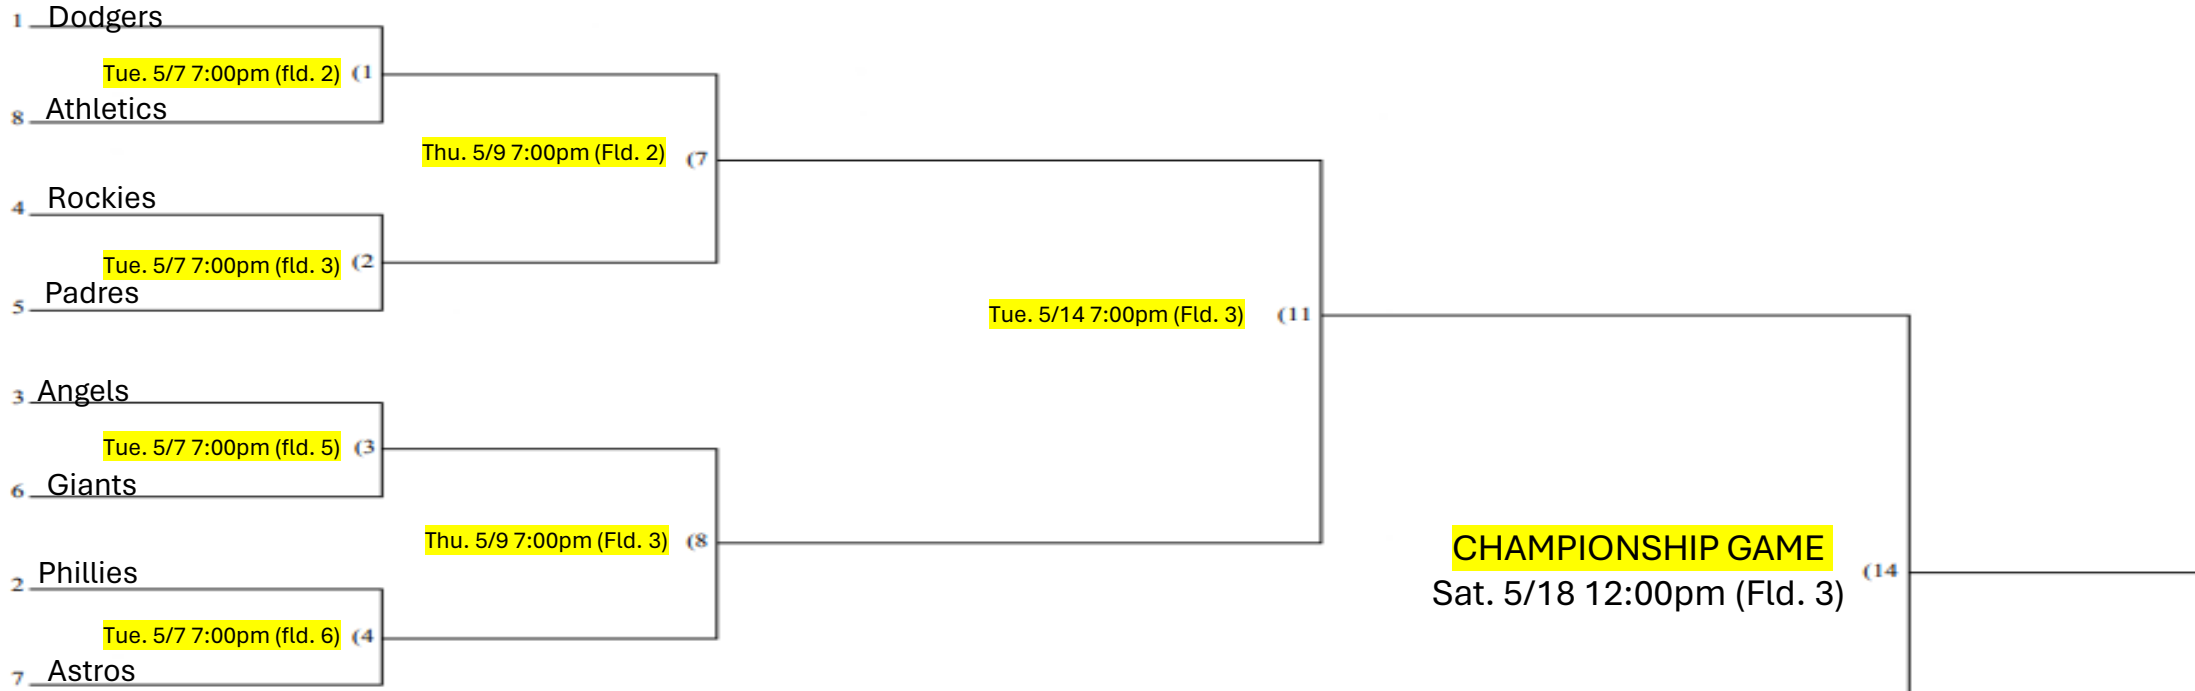 1 Dodgers
Tue. 5/7 7:00pm (fld. 2) (1
8 Athletics
Thu. 5/9 7:00pm (Fld. 2) (7
4 Rockies
Tue. 5/7 7:00pm (fld. 3) (2
5 Padres
Tue. 5/14 7:00pm (Fld. 3) (11
3 Angels
Tue. 5/7 7:00pm (fld. 5) (3
6 Giants
Thu. 5/9 7:00pm (Fld. 3) (8
CHAMPIONSHIP GAME
(14
Sat. 5/18 12:00pm (Fld. 3)
2 Phillies
Tue. 5/7 7:00pm (fld. 6) (4
7 Astros